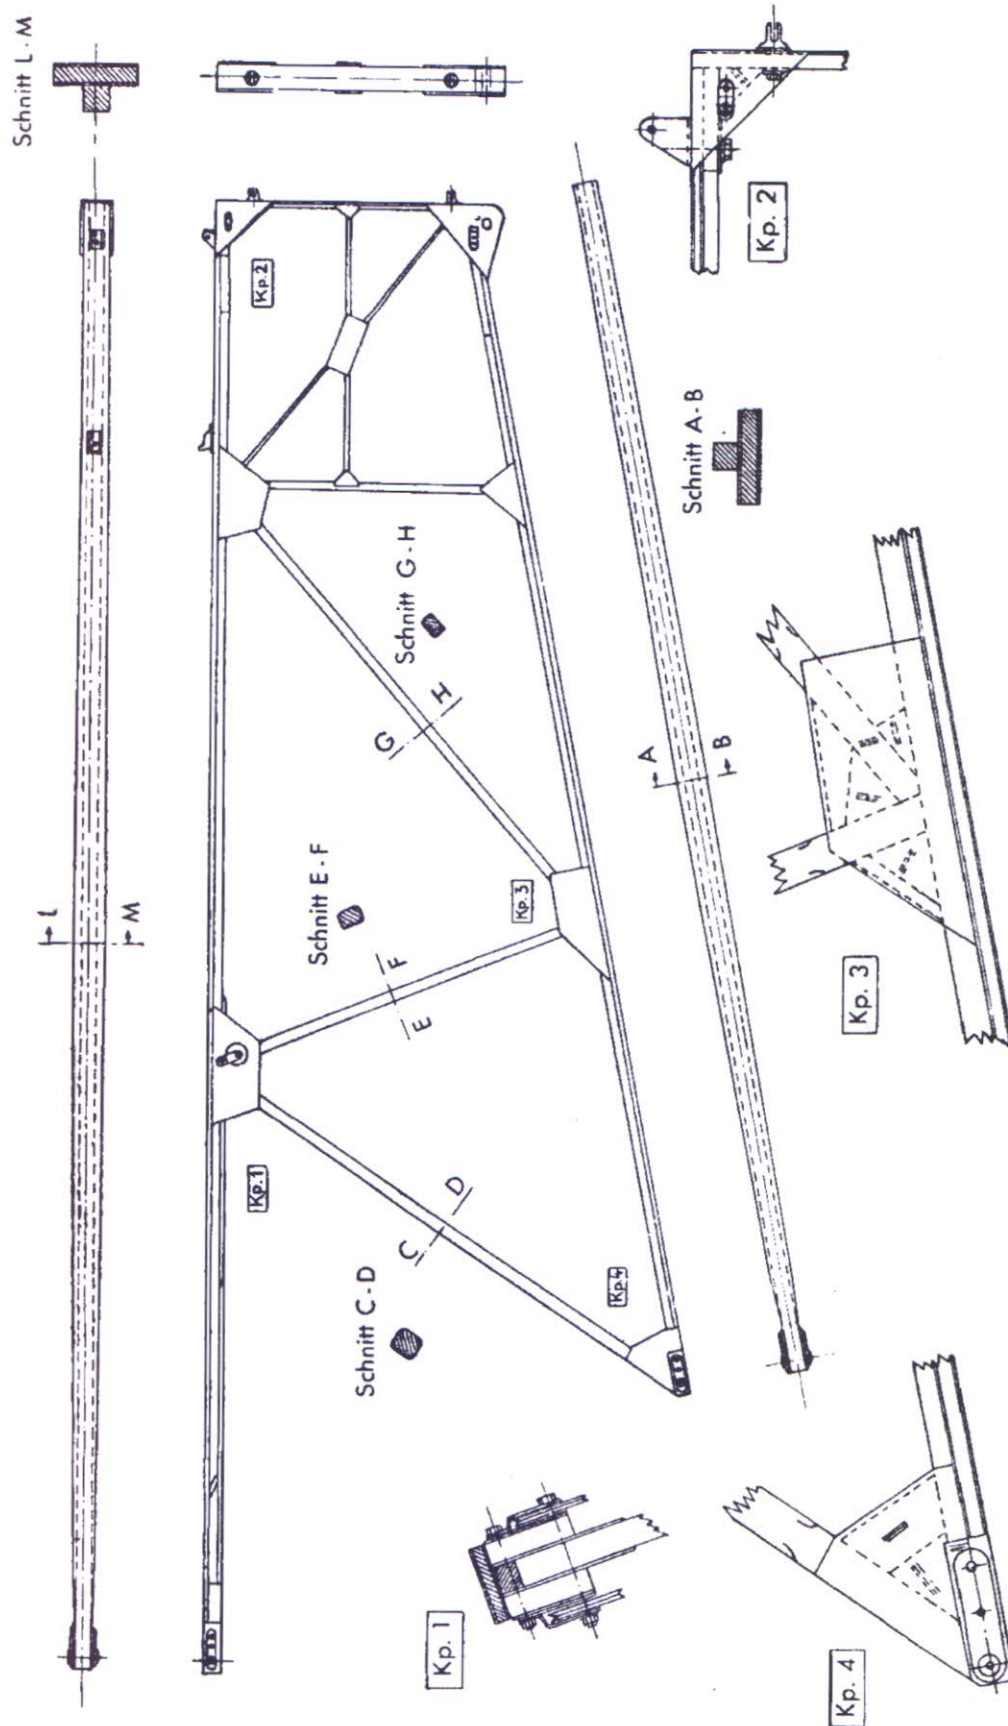 Schnitt L - M
L
M
Kp. 2
Kp. 2
Schnitt G - H
G
H
Schnitt A - B
A
B
Schnitt E - F
E
F
Kp. 3
Kp. 3
Kp. 1
C
D
Schnitt C - D
Kp. 4
Kp. 1
Kp. 4